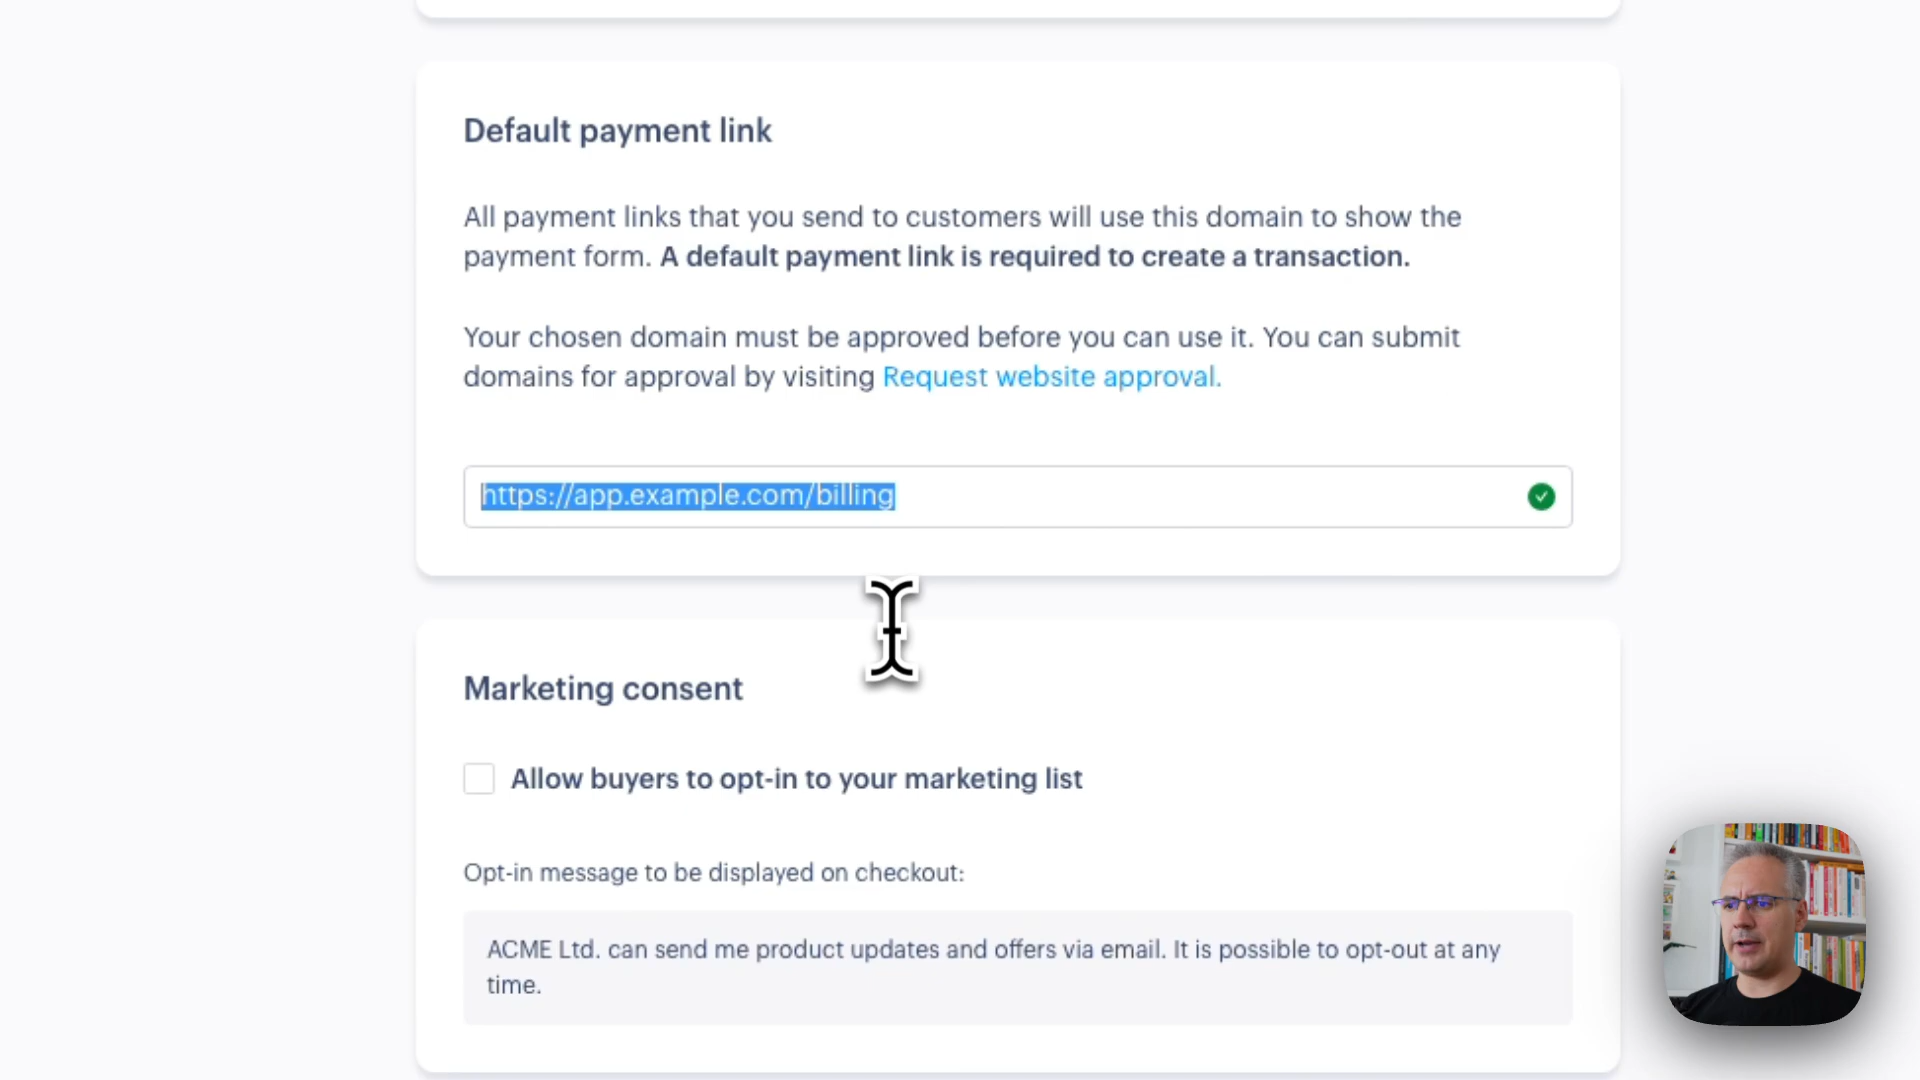 Default payment link
All payment links that you send to customers will use this domain to show the
payment form. A default payment link is required to create a transaction.
Your chosen domain must be approved before you can use it. You can submit
domains for approval by visiting Request website approval.
https://app.example.com/billing
Marketing consent
Allow buyers to opt-in to your marketing list
Opt-in message to be displayed on checkout:
ACME Ltd. can send me product updates and offers via email. It is possible to opt-out at any
time.